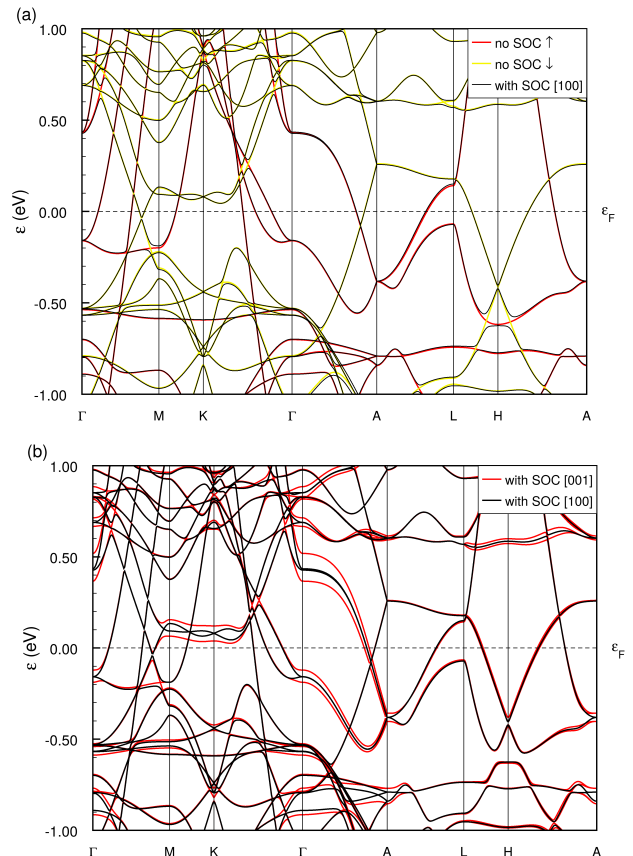 (a)
1.00
0.50
0.00
-0.50
-1.00
ε (eV)
no SOC ↑
no SOC ↓
with SOC [100]
ε_F
Γ M K Γ A L H A
(b)
1.00
0.50
0.00
-0.50
-1.00
ε (eV)
with SOC [001]
with SOC [100]
ε_F
Γ M K Γ A L H A